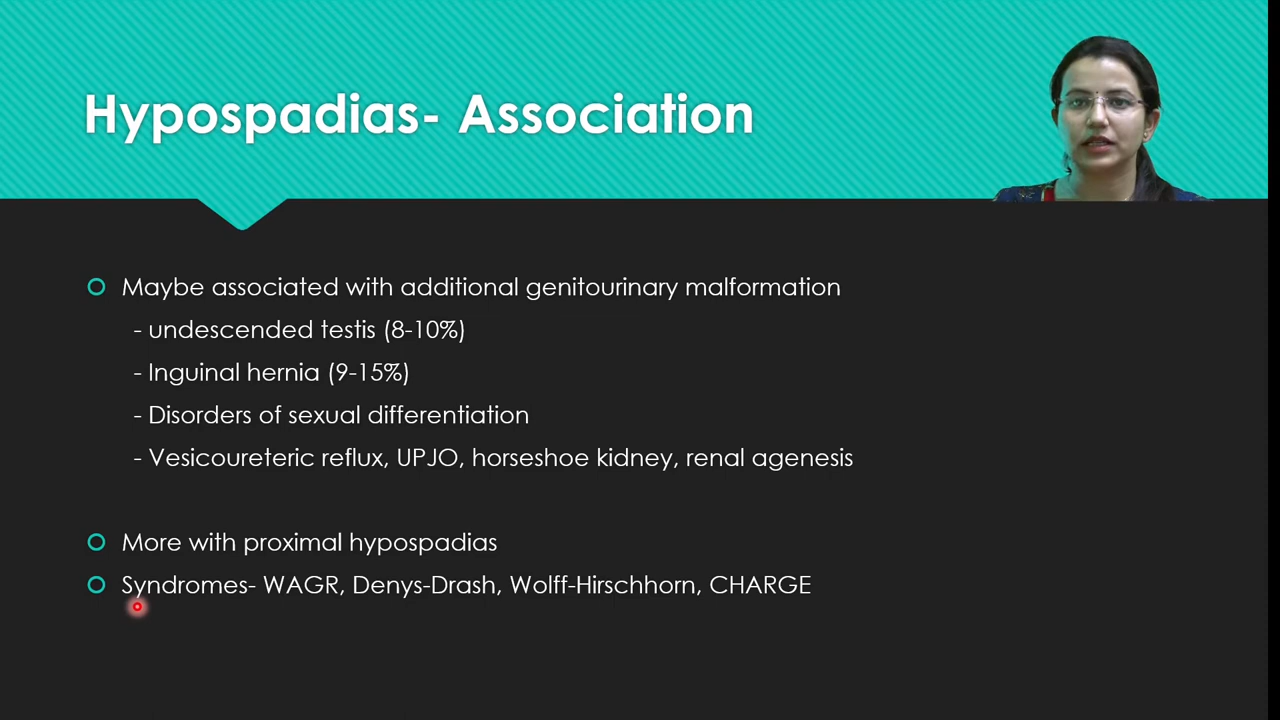 Hypospadias- Association
Maybe associated with additional genitourinary malformation
- undescended testis (8-10%)
- Inguinal hernia (9-15%)
- Disorders of sexual differentiation
- Vesicoureteric reflux, UPJO, horseshoe kidney, renal agenesis
More with proximal hypospadias
Syndromes- WAGR, Denys-Drash, Wolff-Hirschhorn, CHARGE